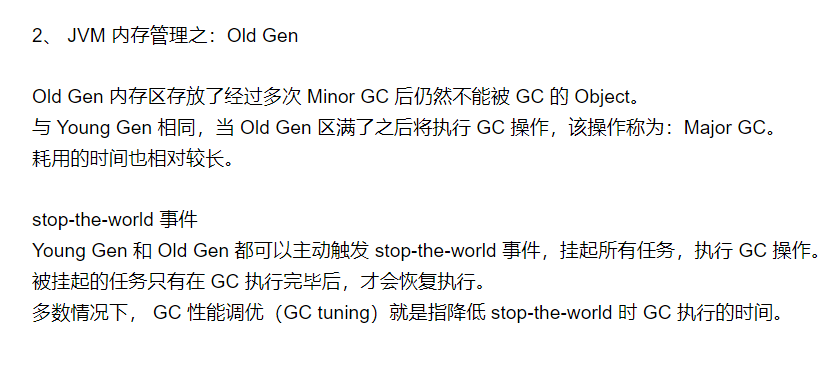 2、 JVM 内存管理之：Old Gen
Old Gen 内存区存放了经过多次 Minor GC 后仍然不能被 GC 的 Object。
与 Young Gen 相同，当 Old Gen 区满了之后将执行 GC 操作，该操作称为：Major GC。
耗用的时间也相对较长。
stop-the-world 事件
Young Gen 和 Old Gen 都可以主动触发 stop-the-world 事件，挂起所有任务，执行 GC 操作。
被挂起的任务只有在 GC 执行完毕后，才会恢复执行。
多数情况下， GC 性能调优（GC tuning）就是指降低 stop-the-world 时 GC 执行的时间。